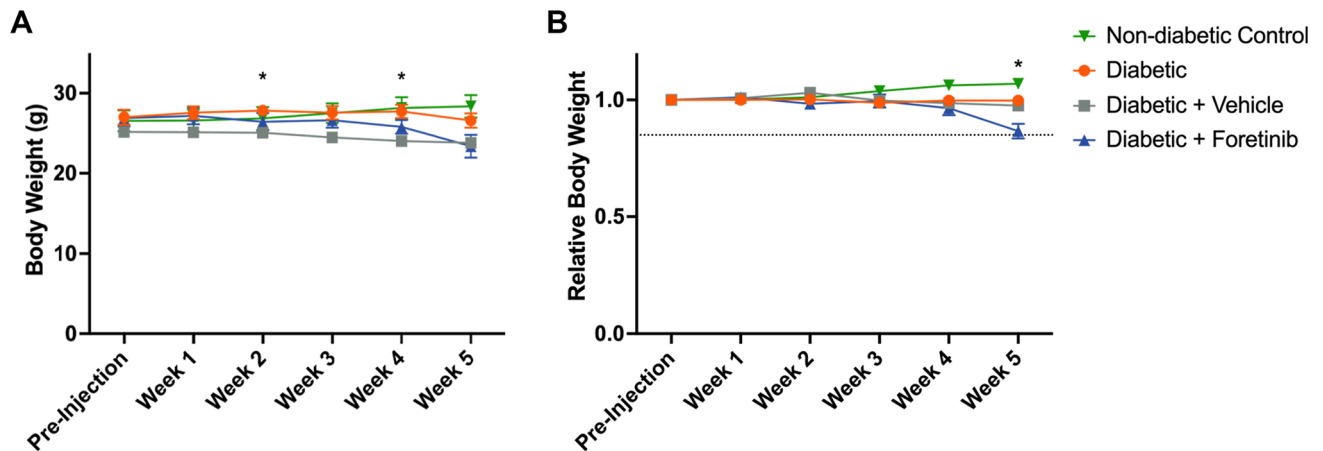 A
Body Weight (g)
30
20
10
0
*
*
Pre-Injection
Week 1
Week 2
Week 3
Week 4
Week 5
B
Relative Body Weight
1.0
0.5
0.0
*
Pre-Injection
Week 1
Week 2
Week 3
Week 4
Week 5
Non-diabetic Control
Diabetic
Diabetic + Vehicle
Diabetic + Foretinib